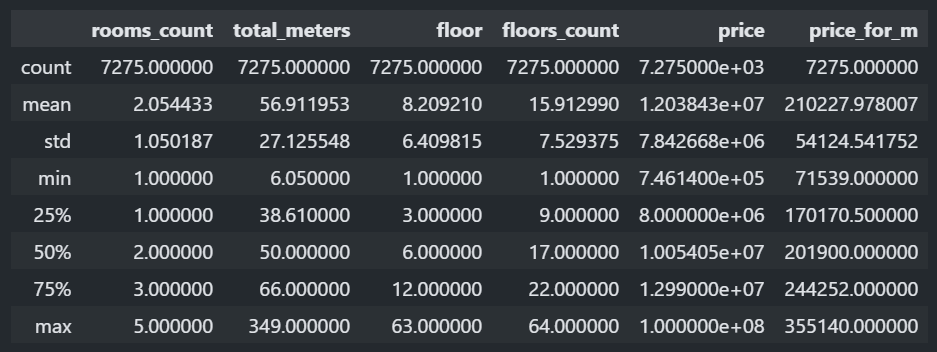 rooms_count total_meters floor floors_count price price_for_m
count 7275.000000 7275.000000 7275.000000 7275.000000 7.275000e+03 7275.000000
mean 2.054433 56.911953 8.209210 15.912990 1.203843e+07 210227.978007
std 1.050187 27.125548 6.409815 7.529375 7.842668e+06 54124.541752
min 1.000000 6.050000 1.000000 1.000000 7.461400e+05 71539.000000
25% 1.000000 38.610000 3.000000 9.000000 8.000000e+06 170170.500000
50% 2.000000 50.000000 6.000000 17.000000 1.005405e+07 201900.000000
75% 3.000000 66.000000 12.000000 22.000000 1.299000e+07 244252.000000
max 5.000000 349.000000 63.000000 64.000000 1.000000e+08 355140.000000